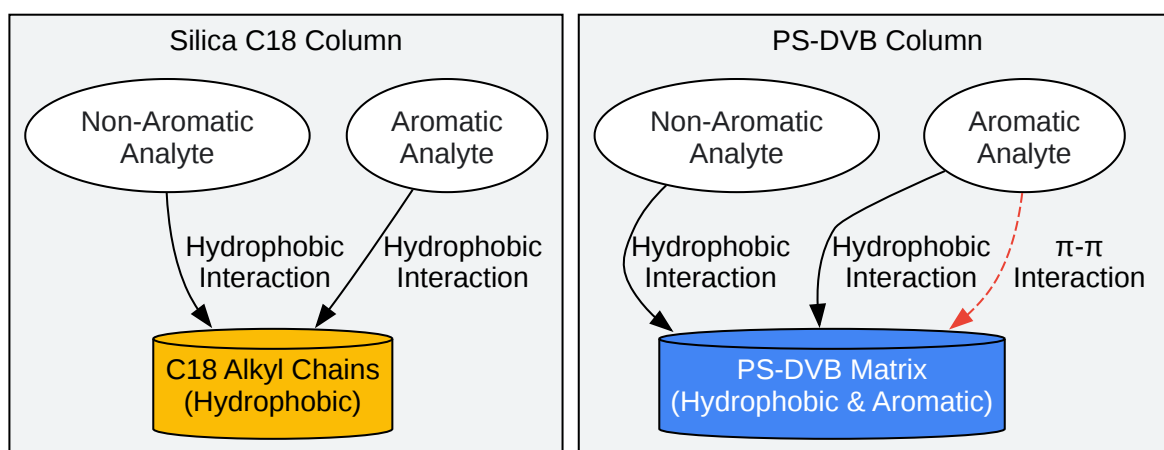 Silica C18 Column
Non-Aromatic
Analyte
Aromatic
Analyte
Hydrophobic
Interaction
Hydrophobic
Interaction
C18 Alkyl Chains
(Hydrophobic)
PS-DVB Column
Non-Aromatic
Analyte
Aromatic
Analyte
Hydrophobic
Interaction
Hydrophobic
Interaction
π-π
Interaction
PS-DVB Matrix
(Hydrophobic & Aromatic)